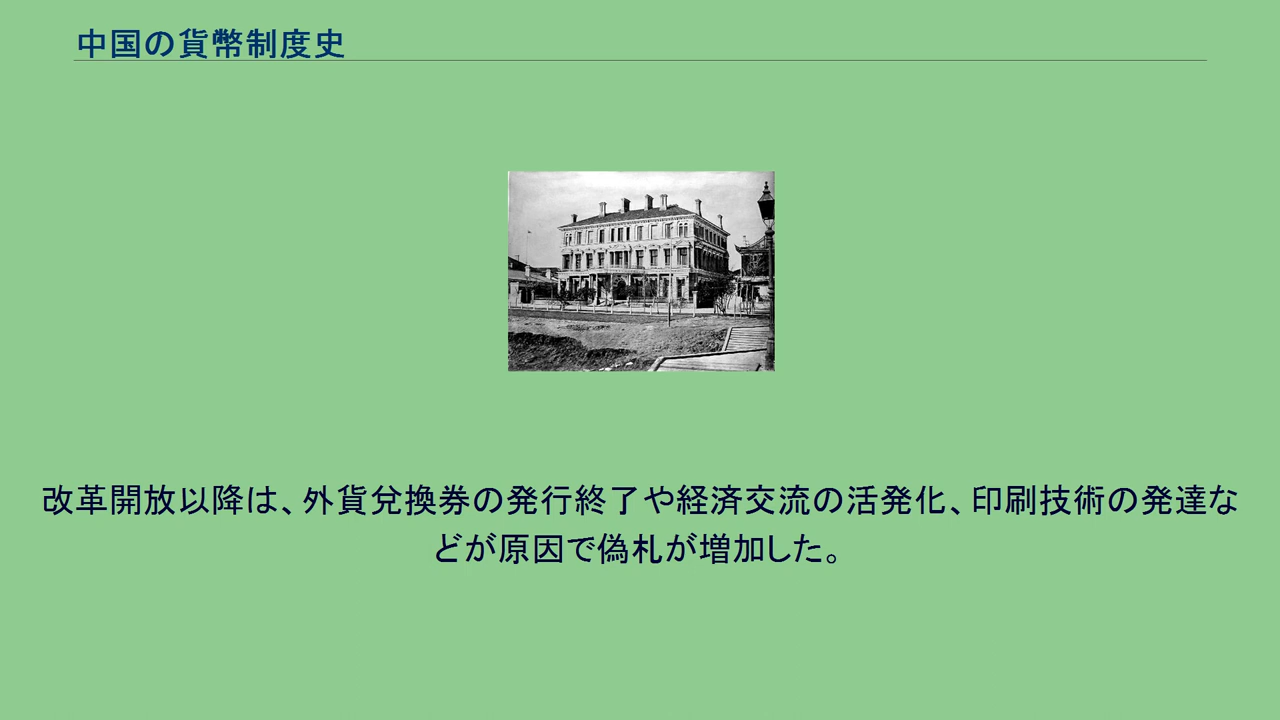 中国の貨幣制度史
改革開放以降は、外貨兌換券の発行終了や経済交流の活発化、印刷技術の発達な
どが原因で偽札が増加した。